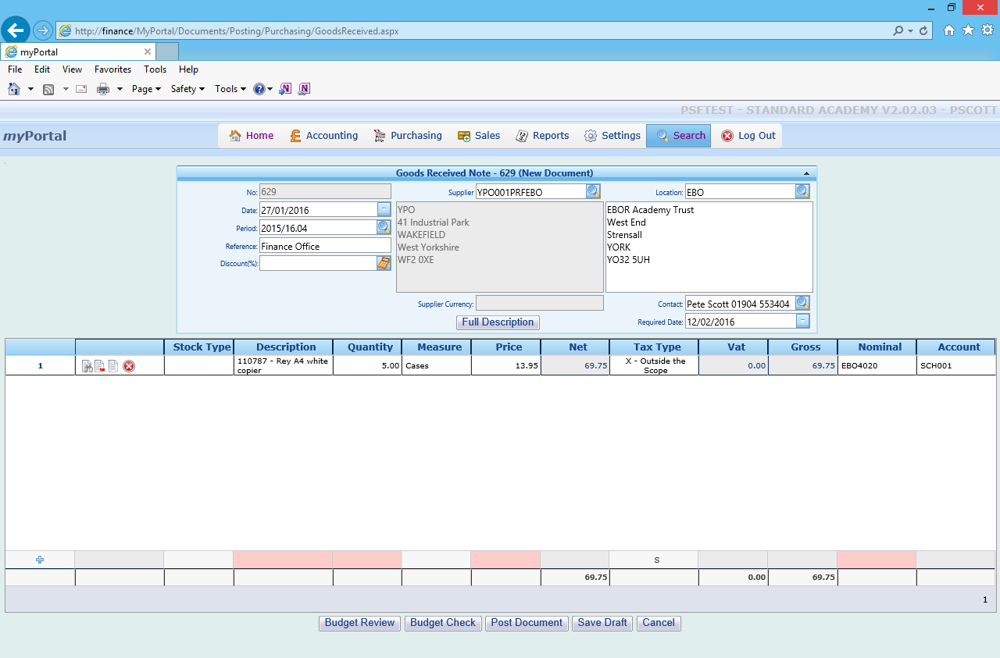 http://finance/MyPortal/Documents/Posting/Purchasing/GoodsReceived.aspx
myPortal
File Edit View Favorites Tools Help
Page Safety Tools
PSFTEST - STANDARD ACADEMY V2.02.03 - PSCOTT
myPortal Home Accounting Purchasing Sales Reports Settings Search Log Out
Goods Received Note - 629 (New Document)
No: 629 Supplier YPO001PRFEBO Location: EBO
Date: 27/01/2016 YPO EBOR Academy Trust
41 Industrial Park West End
Period: 2015/16.04 WAKEFIELD Strensall
Reference: Finance Office West Yorkshire YORK
Discount(%): WF2 0XE YO32 5UH
Supplier Currency: Contact: Pete Scott 01904 553404
Full Description Required Date: 12/02/2016
Stock Type Description Quantity Measure Price Net Tax Type Vat Gross Nominal Account
1 110787 - Rey A4 white copier 5.00 Cases 13.95 69.75 X - Outside the Scope 0.00 69.75 EBO4020 SCH001
S
69.75 0.00 69.75
1
Budget Review Budget Check Post Document Save Draft Cancel